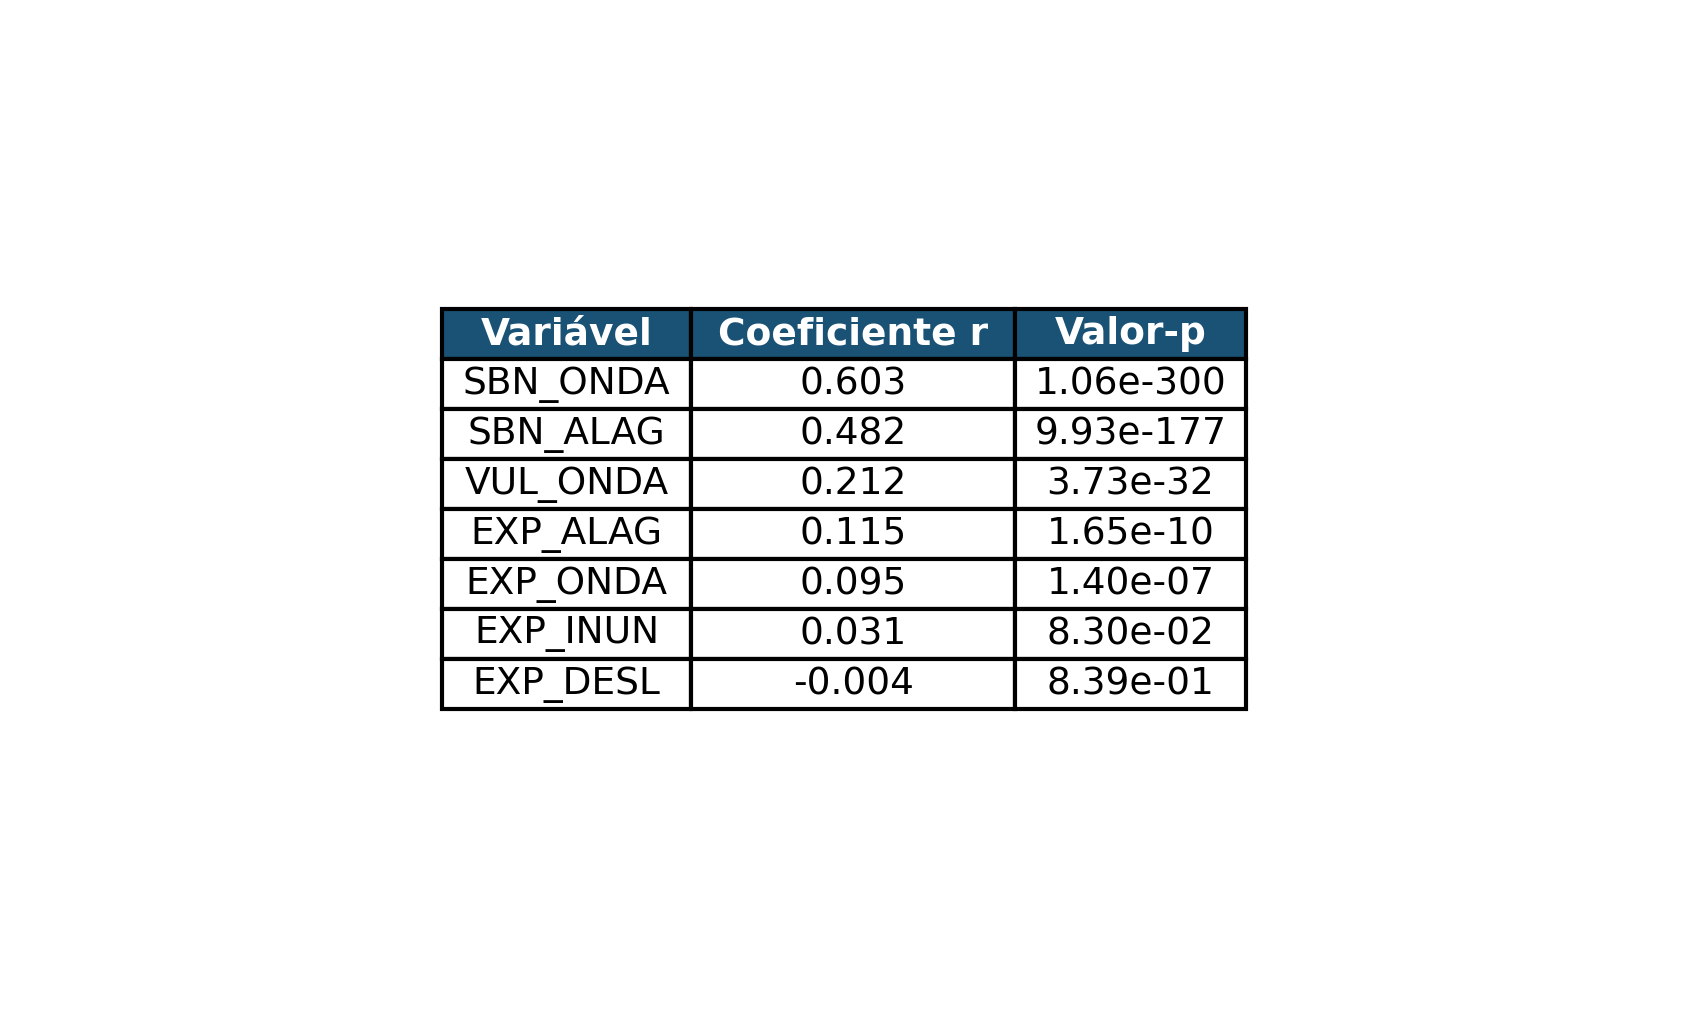 Variável Coeficiente r Valor-p
SBN_ONDA 0.603 1.06e-300
SBN_ALAG 0.482 9.93e-177
VUL_ONDA 0.212 3.73e-32
EXP_ALAG 0.115 1.65e-10
EXP_ONDA 0.095 1.40e-07
EXP_INUN 0.031 8.30e-02
EXP_DESL -0.004 8.39e-01